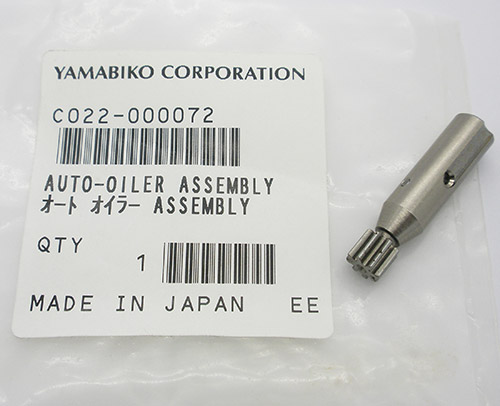 YAMABIKO CORPORATION
C022-000072
AUTO-OILER ASSEMBLY
オート オイラー ASSEMBLY
QTY
1
MADE IN JAPAN EE